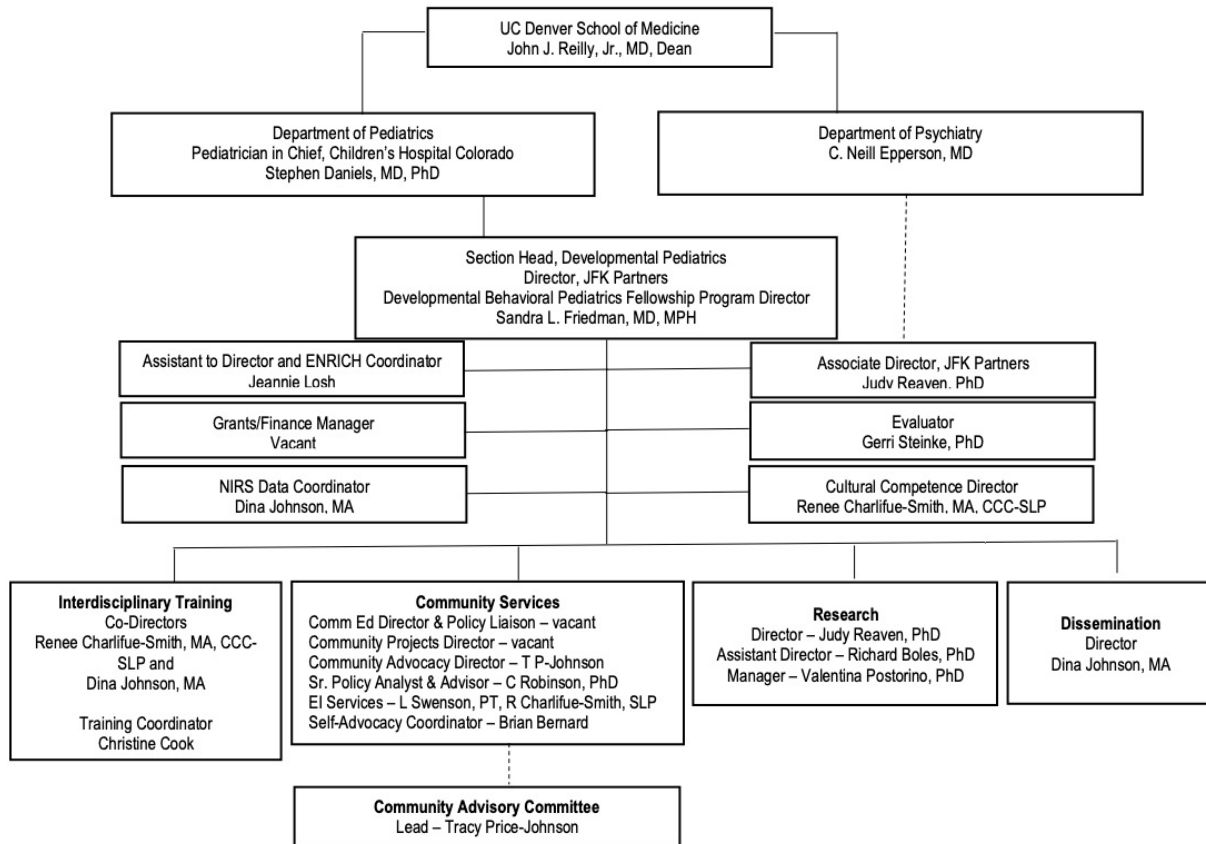 UC Denver School of Medicine
John J. Reilly, Jr., MD, Dean
Department of Pediatrics
Pediatrician in Chief, Children's Hospital Colorado
Stephen Daniels, MD, PhD
Department of Psychiatry
C. Neill Epperson, MD
Section Head, Developmental Pediatrics
Director, JFK Partners
Developmental Behavioral Pediatrics Fellowship Program Director
Sandra L. Friedman, MD, MPH
Assistant to Director and ENRICH Coordinator
Jeannie Losh
Associate Director, JFK Partners
Judy Reaven, PhD
Grants/Finance Manager
Vacant
Evaluator
Gerri Steinke, PhD
NIRS Data Coordinator
Dina Johnson, MA
Cultural Competence Director
Renee Charlifue-Smith, MA, CCC-SLP
Interdisciplinary Training
Co-Directors
Renee Charlifue-Smith, MA, CCC-
SLP and
Dina Johnson, MA
Training Coordinator
Christine Cook
Community Services
Comm Ed Director & Policy Liaison – vacant
Community Projects Director – vacant
Community Advocacy Director – T P-Johnson
Sr. Policy Analyst & Advisor – C Robinson, PhD
EI Services – L Swenson, PT, R Charlifue-Smith, SLP
Self-Advocacy Coordinator – Brian Bernard
Research
Director – Judy Reaven, PhD
Assistant Director – Richard Boles, PhD
Manager – Valentina Postorino, PhD
Dissemination
Director
Dina Johnson, MA
Community Advisory Committee
Lead – Tracy Price-Johnson